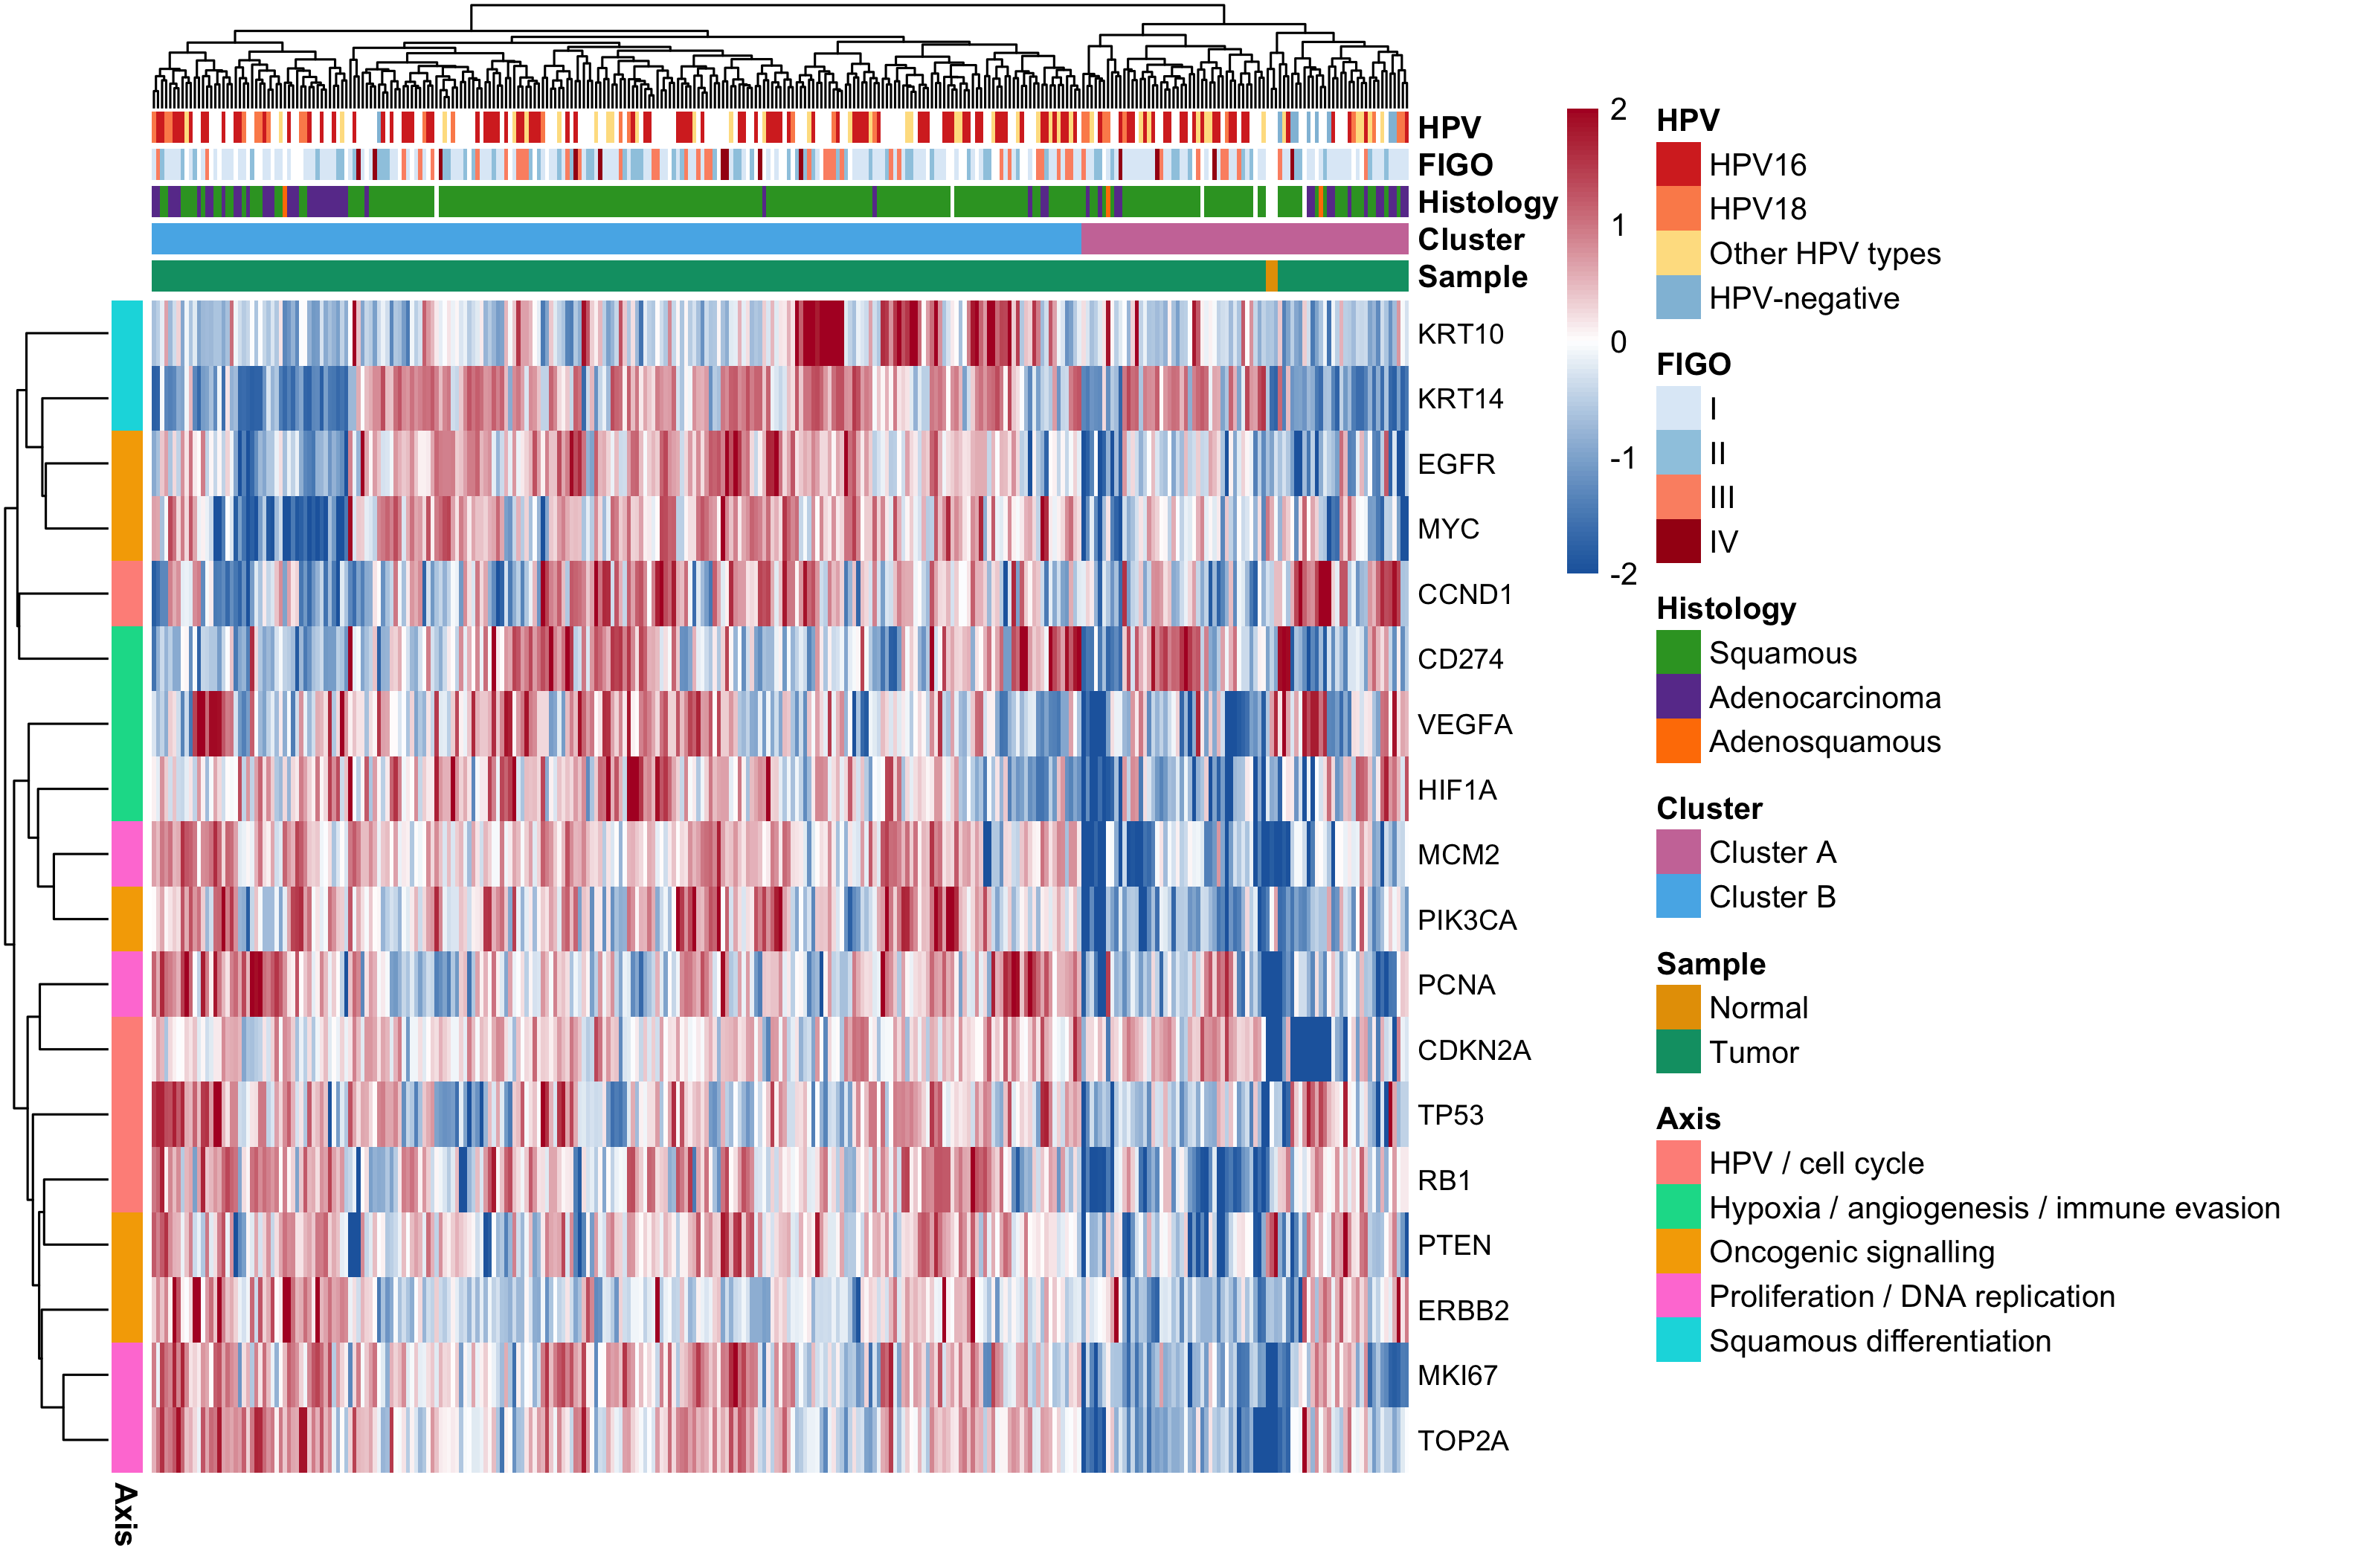 HPV
FIGO
Histology
Cluster
Sample
KRT10
KRT14
EGFR
MYC
CCND1
CD274
VEGFA
HIF1A
MCM2
PIK3CA
PCNA
CDKN2A
TP53
RB1
PTEN
ERBB2
MKI67
TOP2A
Axis
2
1
0
-1
-2
HPV
HPV16
HPV18
Other HPV types
HPV-negative
FIGO
I
II
III
IV
Histology
Squamous
Adenocarcinoma
Adenosquamous
Cluster
Cluster A
Cluster B
Sample
Normal
Tumor
Axis
HPV / cell cycle
Hypoxia / angiogenesis / immune evasion
Oncogenic signalling
Proliferation / DNA replication
Squamous differentiation